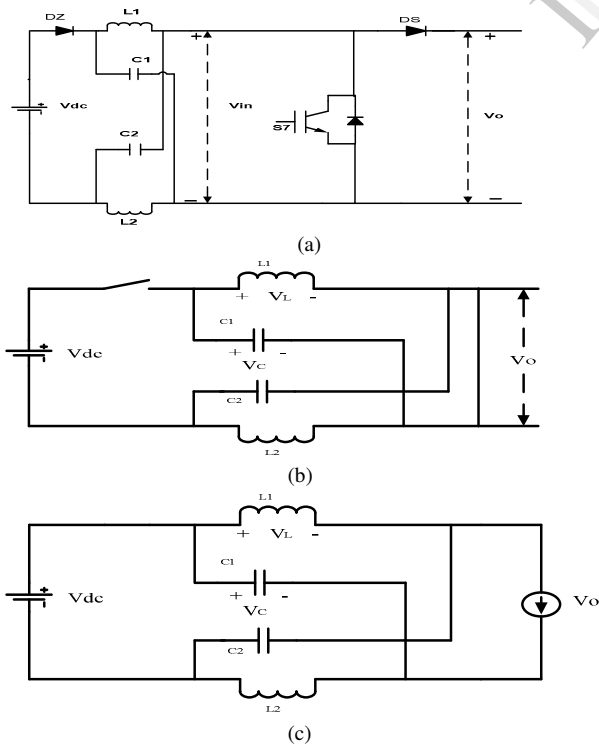 DZ L1 DS
+ C1 + +
Vdc Vin S7 Vo
C2
- - -
L2
(a)
L1
+ VL -
C1
Vdc + VC - Vo
C2
L2
(b)
L1
+ VL -
C1
Vdc + VC - Vo
C2
L2
(c)